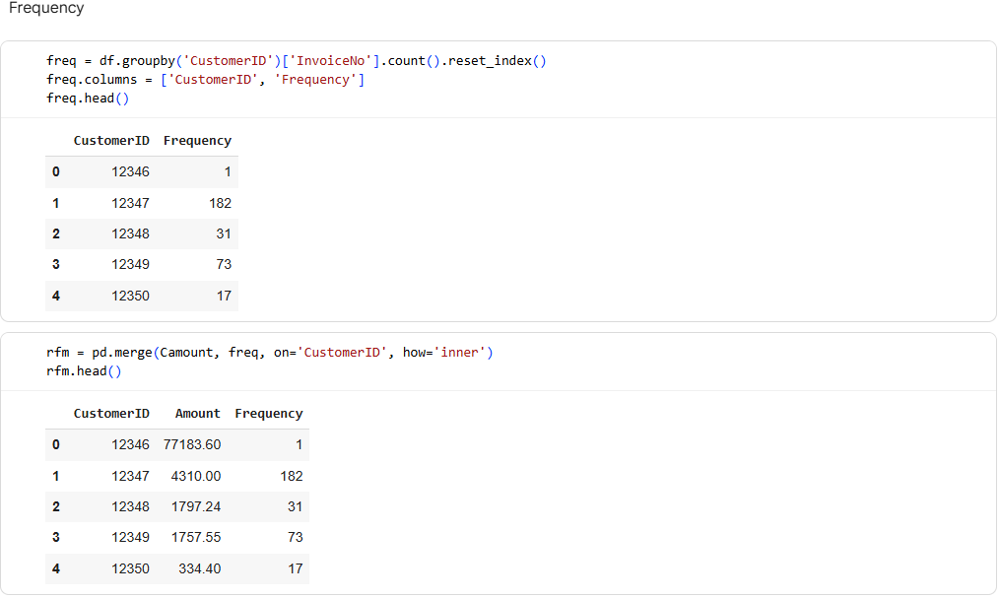 Frequency
freq = df.groupby('CustomerID')['InvoiceNo'].count().reset_index()
freq.columns = ['CustomerID', 'Frequency']
freq.head()
CustomerID Frequency
0 12346 1
1 12347 182
2 12348 31
3 12349 73
4 12350 17
rfm = pd.merge(Camount, freq, on='CustomerID', how='inner')
rfm.head()
CustomerID Amount Frequency
0 12346 77183.60 1
1 12347 4310.00 182
2 12348 1797.24 31
3 12349 1757.55 73
4 12350 334.40 17